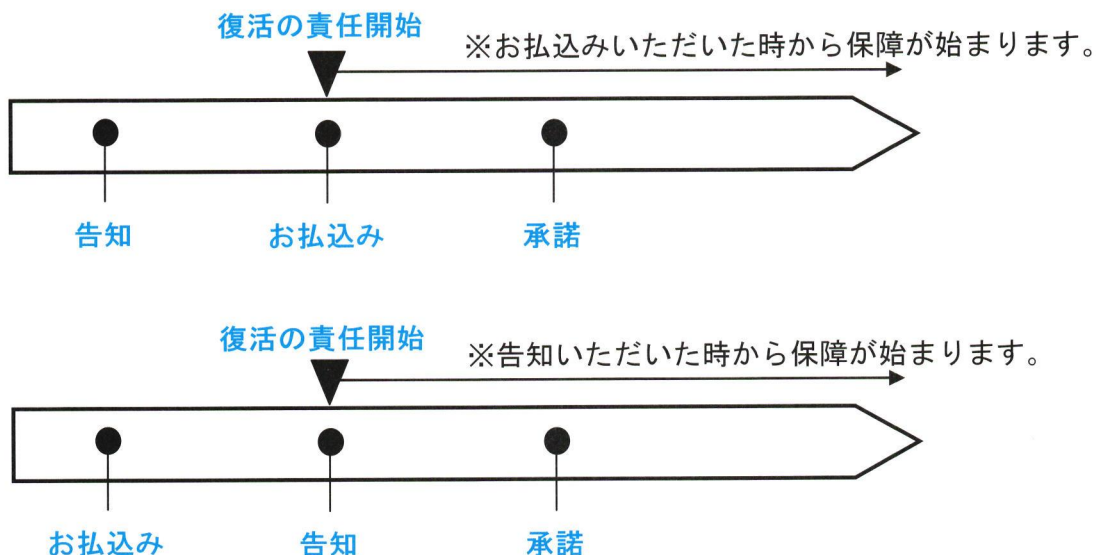 復活の責任開始
※お払込みいただいた時から保障が始まります。
告知 お払込み 承諾
復活の責任開始
※告知いただいた時から保障が始まります。
お払込み 告知 承諾